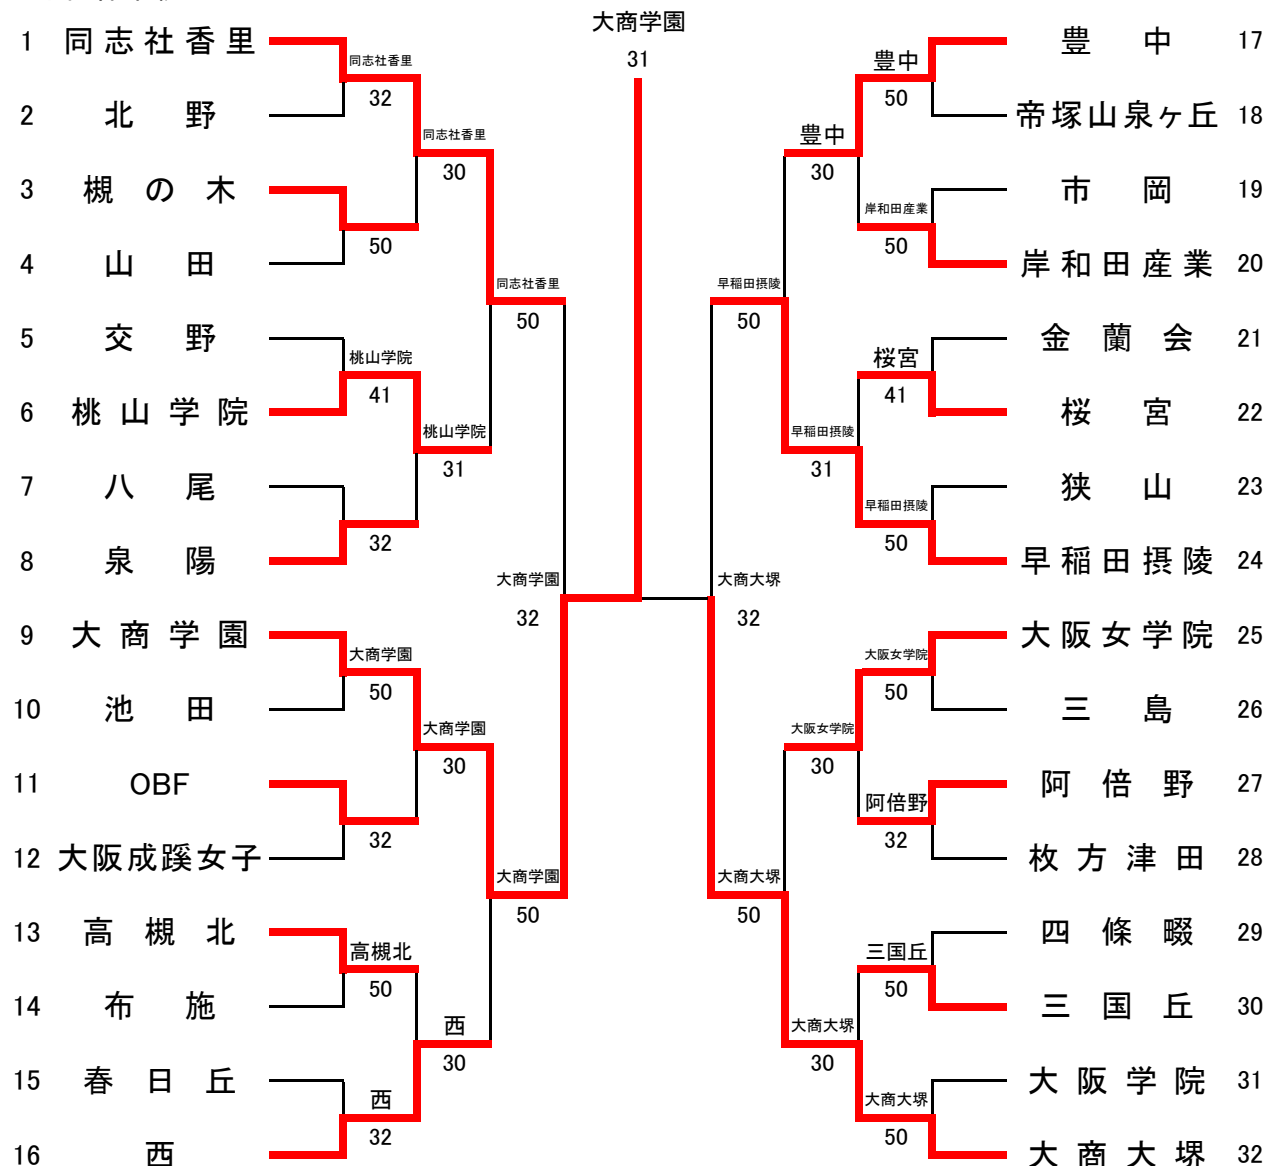 大商学園
31
1 同志社香里
2 北野
3 槻の木
4 山田
5 交野
6 桃山学院
7 八尾
8 泉陽
9 大商学園
10 池田
11 OBF
12 大阪成蹊女子
13 高槻北
14 布施
15 春日丘
16 西
同志社香里
32
50
桃山学院
41
32
大商学園
50
32
高槻北
50
西
32
同志社香里
30
桃山学院
31
大商学園
30
西
30
同志社香里
50
大商学園
50
大商学園
32
大商大堺
32
早稲田摂陵
50
大商大堺
50
豊中
30
早稲田摂陵
31
大阪女学院
30
大商大堺
30
豊中
50
岸和田産業
50
桜宮
41
早稲田摂陵
50
大阪女学院
50
阿倍野
32
三国丘
50
大商大堺
50
豊中 17
帝塚山泉ヶ丘 18
市岡 19
岸和田産業 20
金蘭会 21
桜宮 22
狭山 23
早稲田摂陵 24
大阪女学院 25
三島 26
阿倍野 27
枚方津田 28
四條畷 29
三国丘 30
大阪学院 31
大商大堺 32